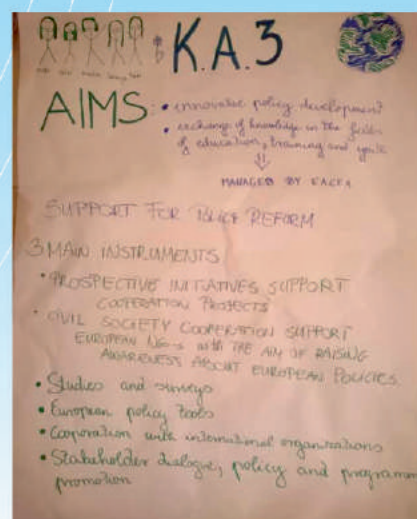 K.A.3
AIMS: • innovative policy development
• exchange of knowledge in the fields
of education, training and youth
MANAGED BY EACEA
SUPPORT FOR POLICY REFORM
3 MAIN INSTRUMENTS
• PROSPECTIVE INITIATIVES SUPPORT
COOPERATION PROJECTS
• CIVIL SOCIETY COOPERATION SUPPORT
EUROPEAN NGOs WITH THE AIM OF RAISING
AWARENESS ABOUT EUROPEAN POLICIES
• Studies and surveys
• European policy tools
• Cooperation with international organisations
• Stakeholder dialogue, policy and programm
promotion